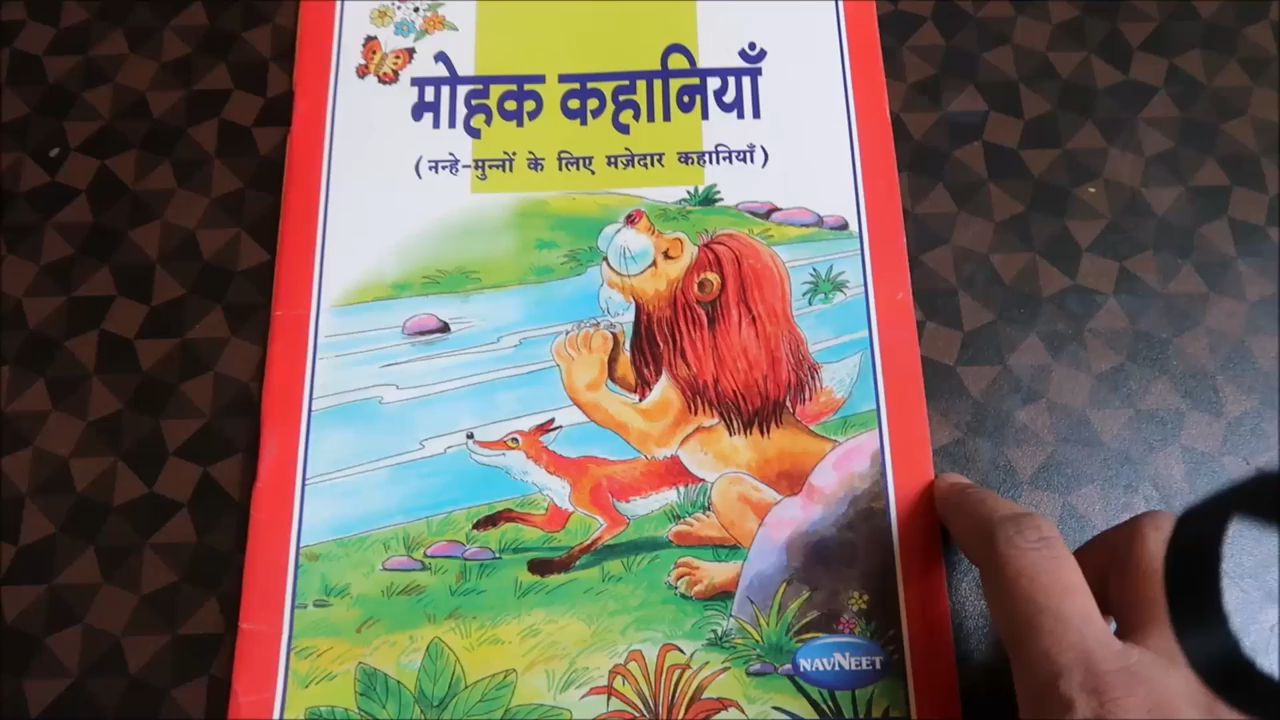 मोहक कहानियाँ
(नन्हे-मुन्नों के लिए मज़ेदार कहानियाँ)
NAVNEET